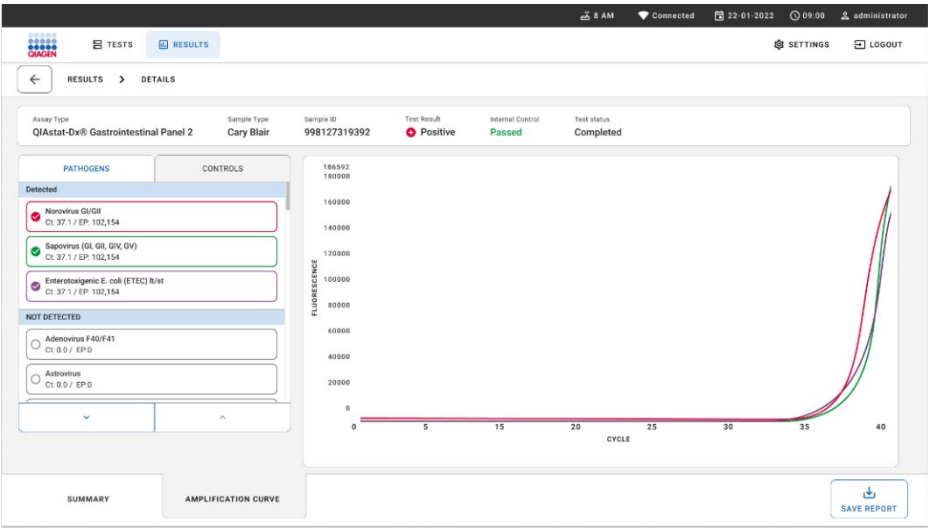 8 AM Connected 22-01-2022 09:00 administrator
QIAGEN TESTS RESULTS SETTINGS LOGOUT
RESULTS > DETAILS
Assay Type Sample Type Sample ID Test Result Internal Control Test status
QIAstat-Dx® Gastrointestinal Panel 2 Cary Blair 998127319392 Positive Passed Completed
PATHOGENS CONTROLS
Detected
Norovirus GI/GII
Ct: 37.1 / EP: 102,154
Sapovirus (GI, GII, GIV, GV)
Ct: 37.1 / EP: 102,154
Enterotoxigenic E. coli (ETEC) lt/st
Ct: 37.1 / EP: 102,154
NOT DETECTED
Adenovirus F40/F41
Ct: 0.0 / EP:0
Astrovirus
Ct: 0.0 / EP:0
186592
180000
160000
140000
120000
100000
80000
60000
40000
20000
0
FLUORESCENCE
0 5 15 20 25 30 35 40
CYCLE
SUMMARY AMPLIFICATION CURVE SAVE REPORT